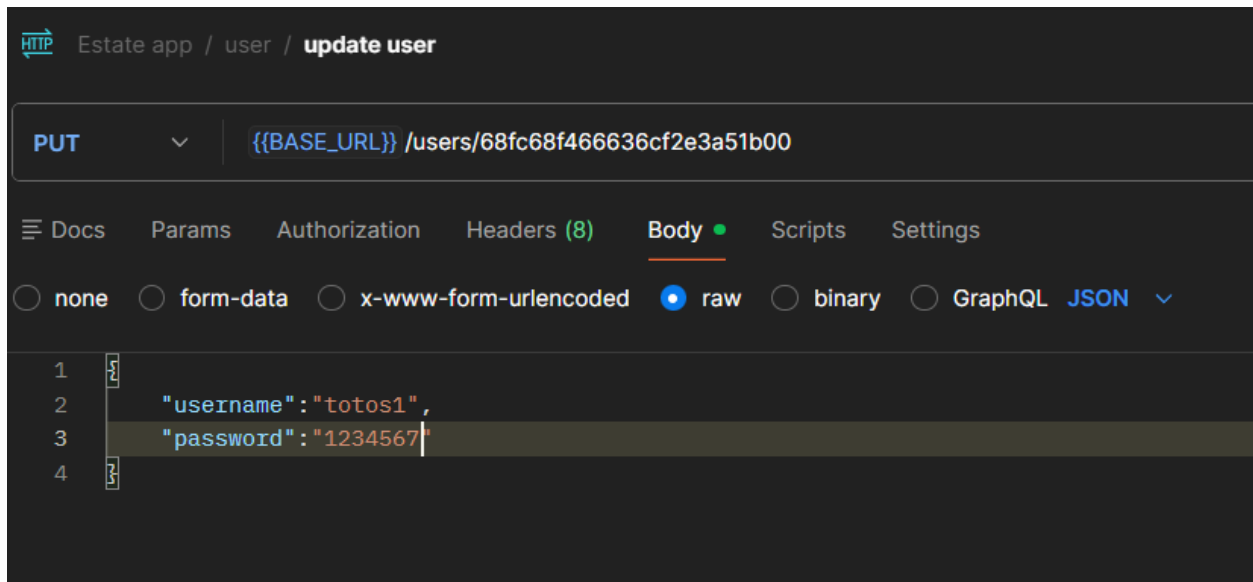 HTTP Estate app / user / update user
PUT {{BASE_URL}}/users/68fc68f466636cf2e3a51b00
Docs Params Authorization Headers (8) Body Scripts Settings
none form-data x-www-form-urlencoded raw binary GraphQL JSON
1 {
2 "username":"totos1",
3 "password":"1234567"
4 }